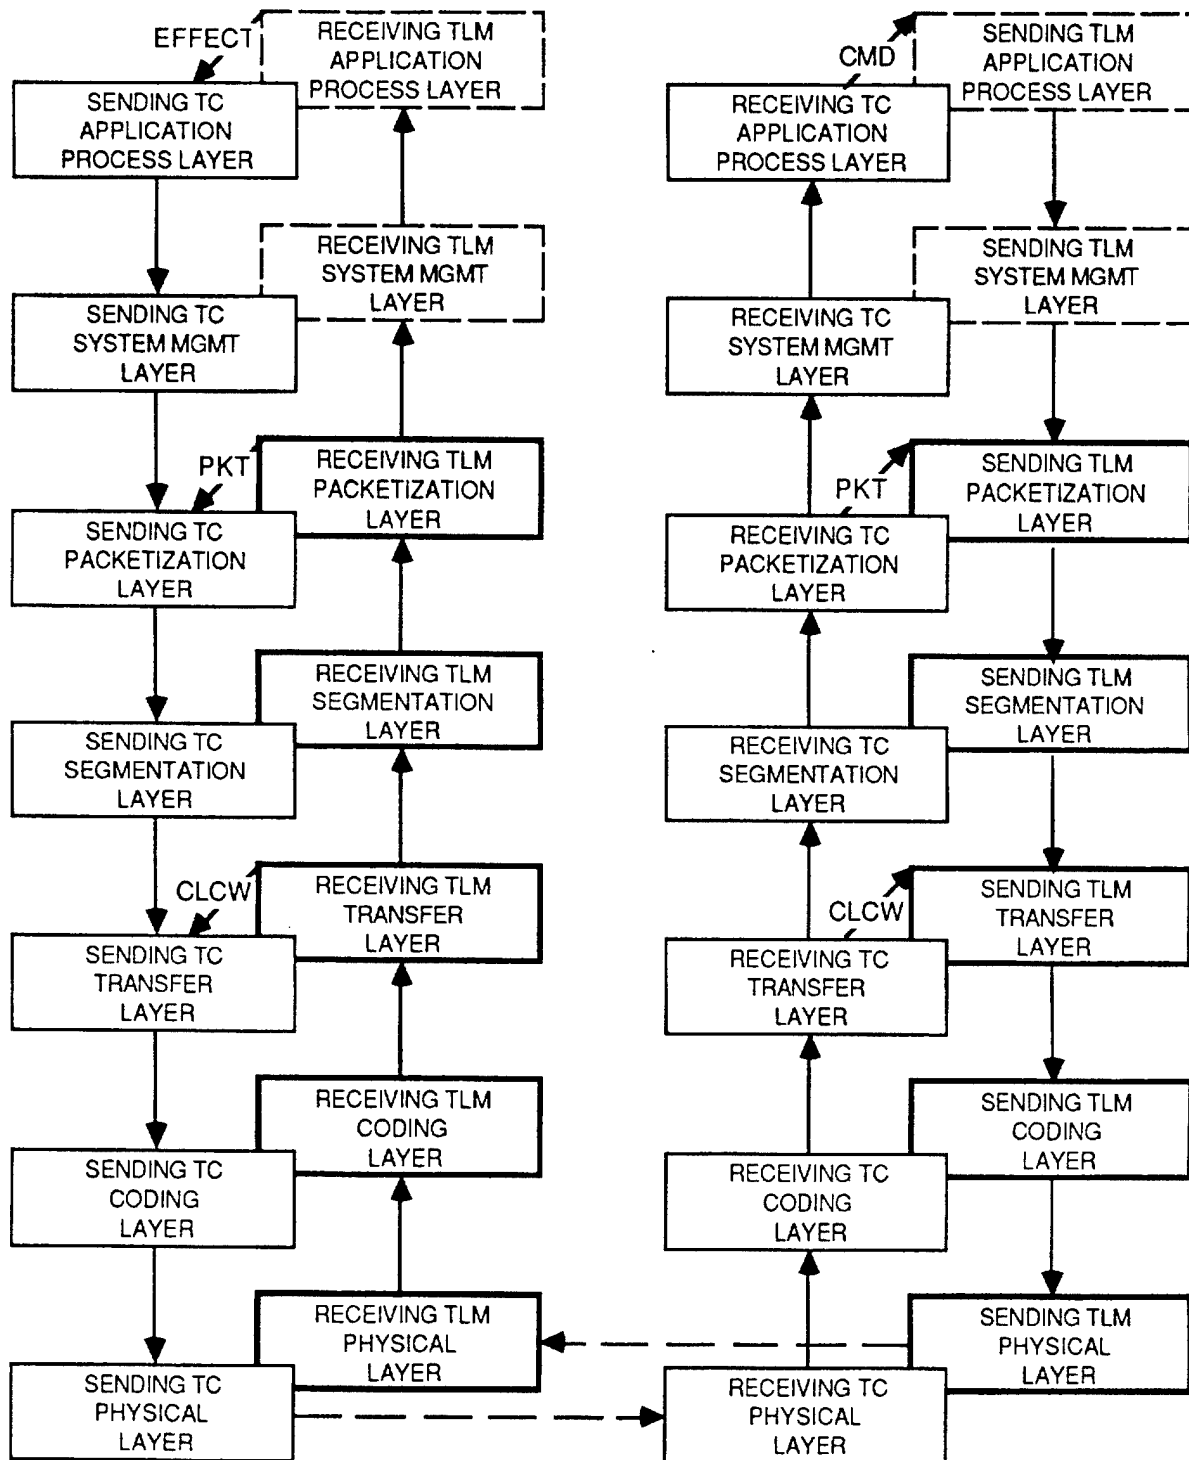 EFFECT
RECEIVING TLM
APPLICATION
PROCESS LAYER
SENDING TC
APPLICATION
PROCESS LAYER
RECEIVING TLM
SYSTEM MGMT
LAYER
SENDING TC
SYSTEM MGMT
LAYER
PKT
RECEIVING TLM
PACKETIZATION
LAYER
SENDING TC
PACKETIZATION
LAYER
RECEIVING TLM
SEGMENTATION
LAYER
SENDING TC
SEGMENTATION
LAYER
CLCW
RECEIVING TLM
TRANSFER
LAYER
SENDING TC
TRANSFER
LAYER
RECEIVING TLM
CODING
LAYER
SENDING TC
CODING
LAYER
RECEIVING TLM
PHYSICAL
LAYER
SENDING TC
PHYSICAL
LAYER
CMD
SENDING TLM
APPLICATION
PROCESS LAYER
RECEIVING TC
APPLICATION
PROCESS LAYER
SENDING TLM
SYSTEM MGMT
LAYER
RECEIVING TC
SYSTEM MGMT
LAYER
PKT
SENDING TLM
PACKETIZATION
LAYER
RECEIVING TC
PACKETIZATION
LAYER
SENDING TLM
SEGMENTATION
LAYER
RECEIVING TC
SEGMENTATION
LAYER
CLCW
SENDING TLM
TRANSFER
LAYER
RECEIVING TC
TRANSFER
LAYER
SENDING TLM
CODING
LAYER
RECEIVING TC
CODING
LAYER
SENDING TLM
PHYSICAL
LAYER
RECEIVING TC
PHYSICAL
LAYER